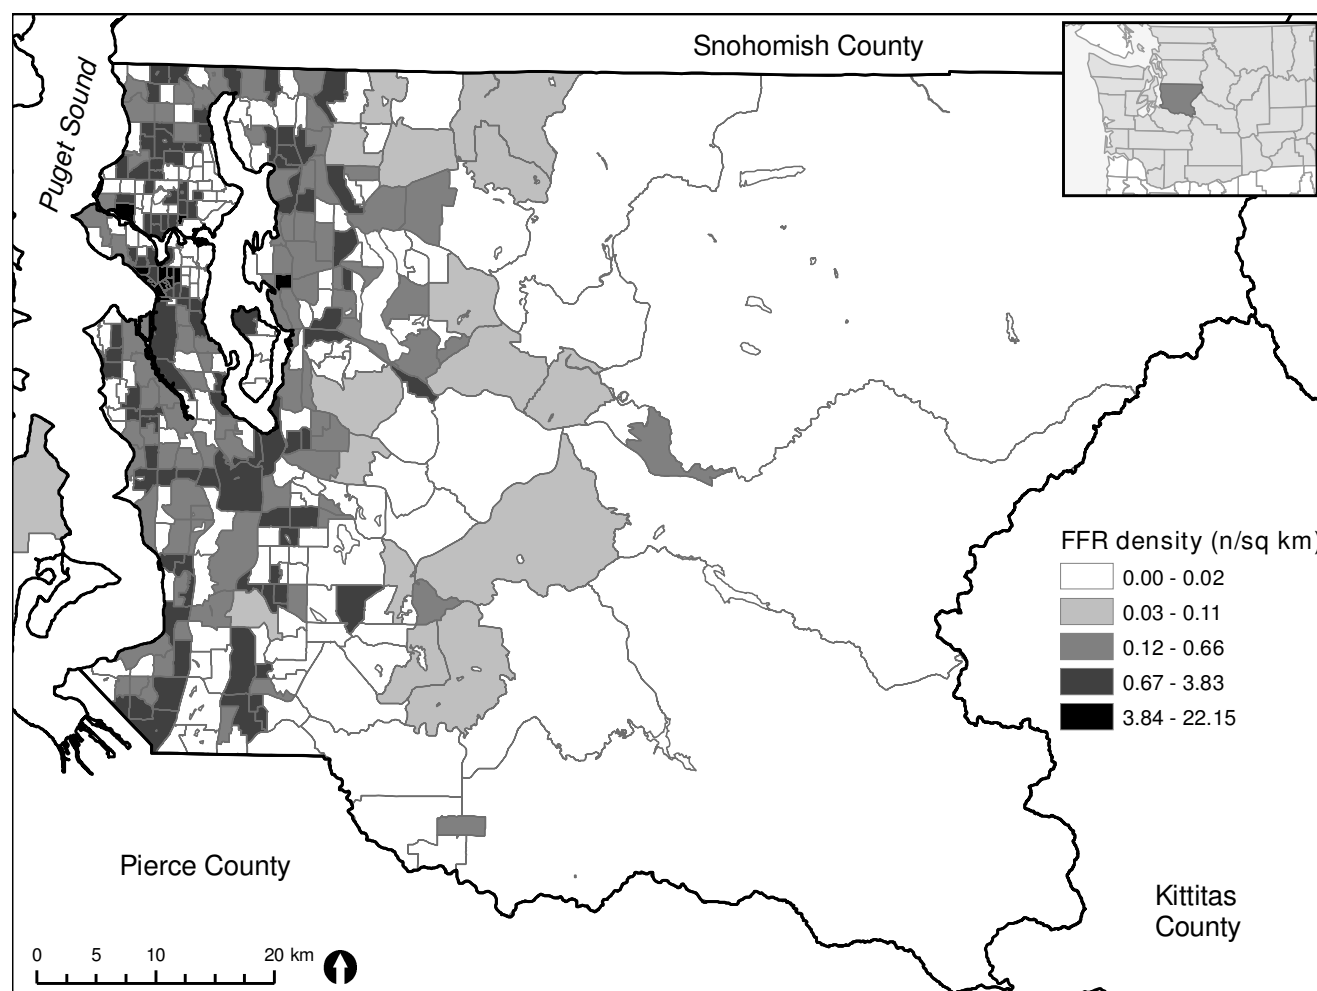 Snohomish County
Puget Sound
FFR density (n/sq km)
0.00 - 0.02
0.03 - 0.11
0.12 - 0.66
0.67 - 3.83
3.84 - 22.15
Pierce County
Kittitas
County
0 5 10 20 km